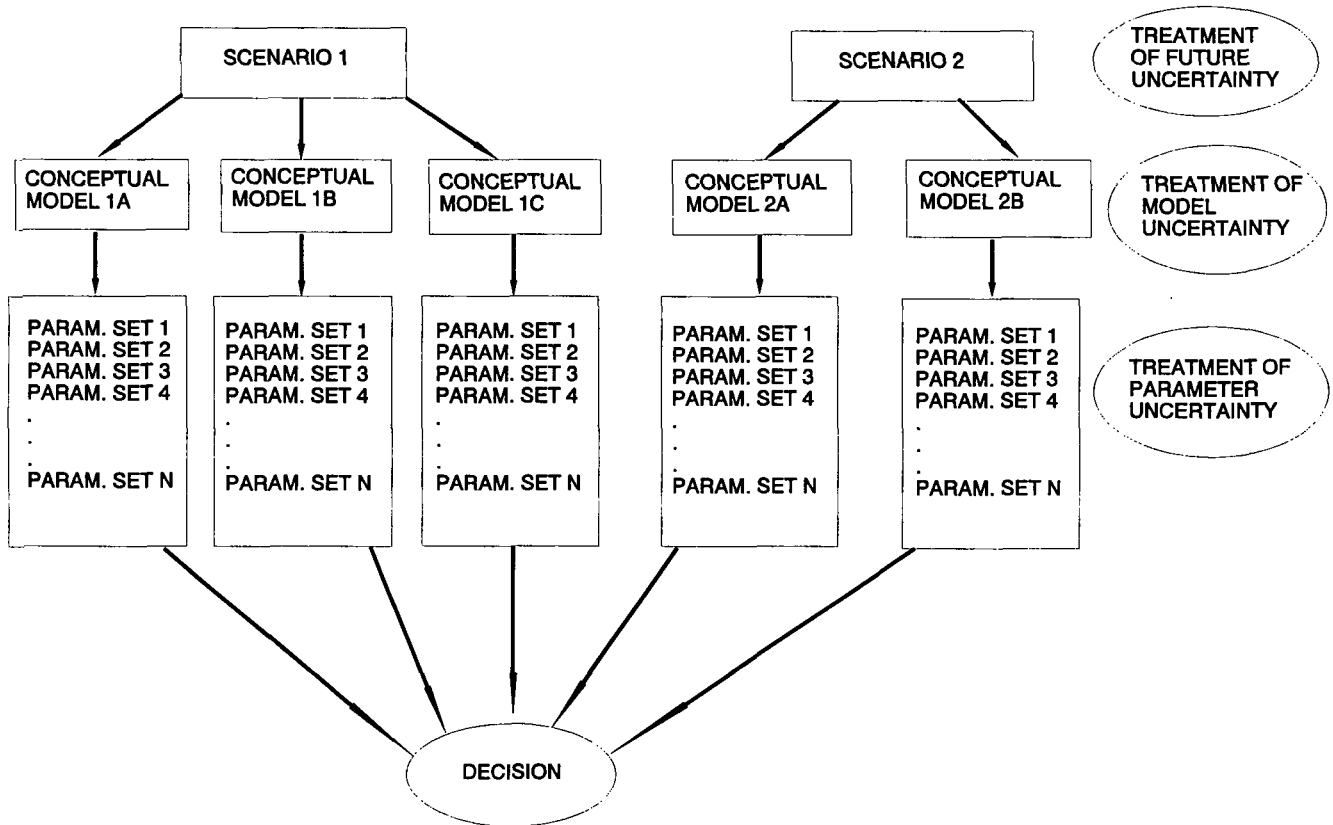 SCENARIO 1
SCENARIO 2
TREATMENT
OF FUTURE
UNCERTAINTY
CONCEPTUAL
MODEL 1A
CONCEPTUAL
MODEL 1B
CONCEPTUAL
MODEL 1C
CONCEPTUAL
MODEL 2A
CONCEPTUAL
MODEL 2B
TREATMENT OF
MODEL
UNCERTAINTY
PARAM. SET 1
PARAM. SET 2
PARAM. SET 3
PARAM. SET 4
.
.
.
PARAM. SET N
PARAM. SET 1
PARAM. SET 2
PARAM. SET 3
PARAM. SET 4
.
.
.
PARAM. SET N
PARAM. SET 1
PARAM. SET 2
PARAM. SET 3
PARAM. SET 4
.
.
.
PARAM. SET N
PARAM. SET 1
PARAM. SET 2
PARAM. SET 3
PARAM. SET 4
.
.
.
PARAM. SET N
PARAM. SET 1
PARAM. SET 2
PARAM. SET 3
PARAM. SET 4
.
.
.
PARAM. SET N
TREATMENT OF
PARAMETER
UNCERTAINTY
DECISION